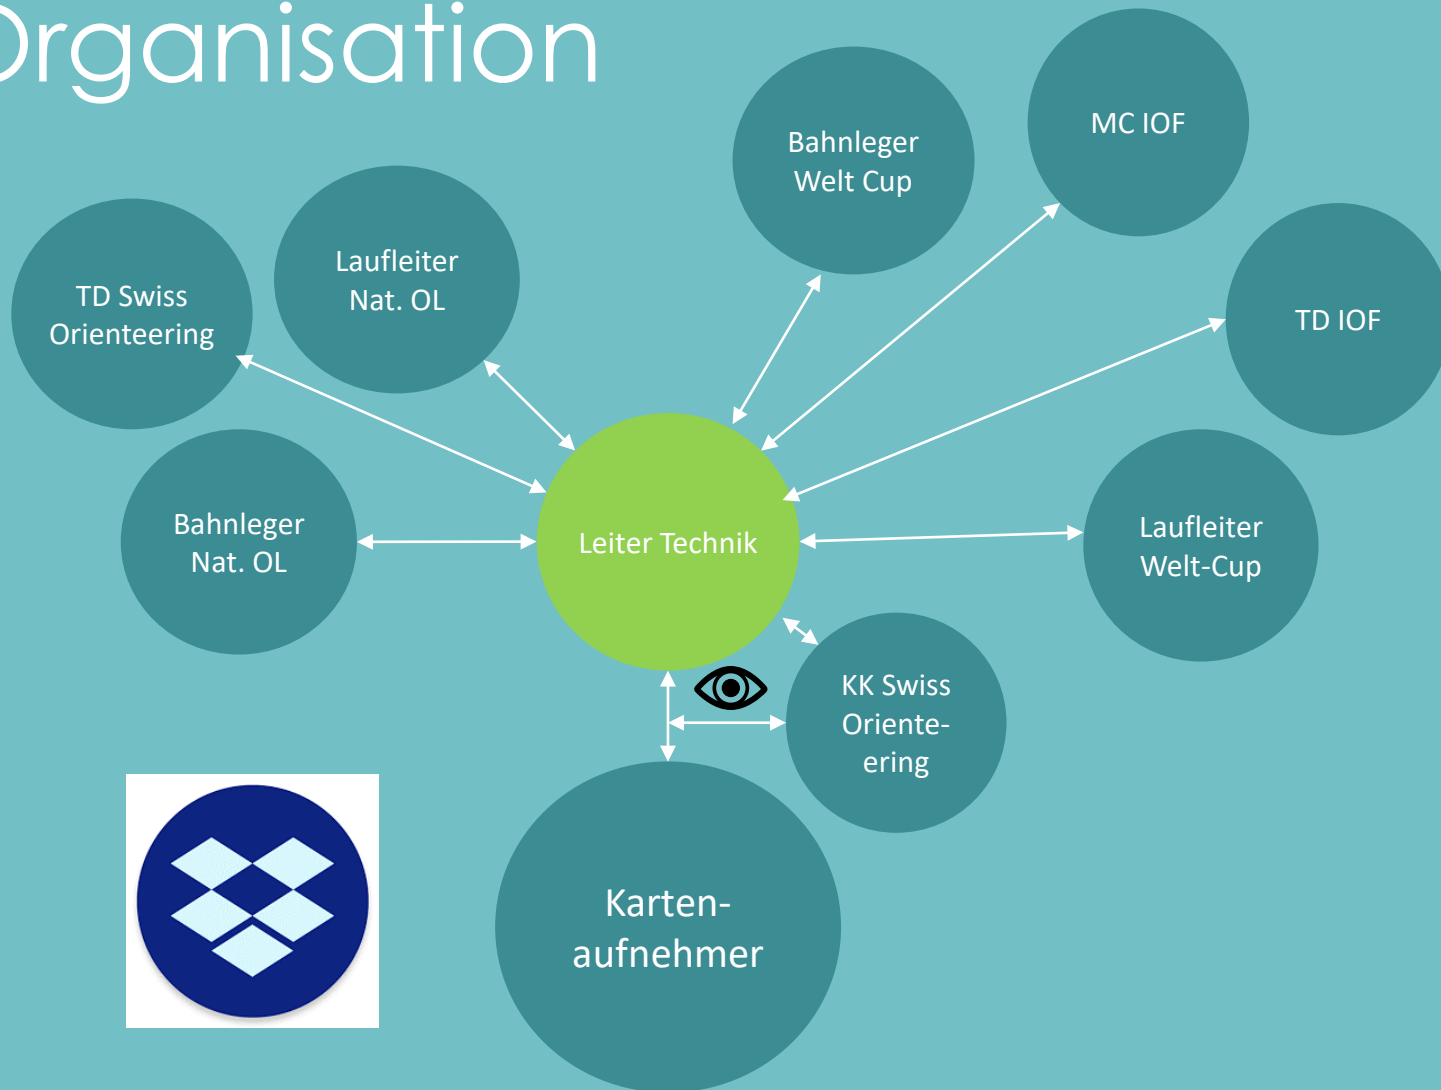 Organisation
Bahnleger
Welt Cup
MC IOF
Laufleiter
Nat. OL
TD Swiss
Orienteering
TD IOF
Bahnleger
Nat. OL
Leiter Technik
Laufleiter
Welt-Cup
KK Swiss
Oriente-
ering
Karten-
aufnehmer